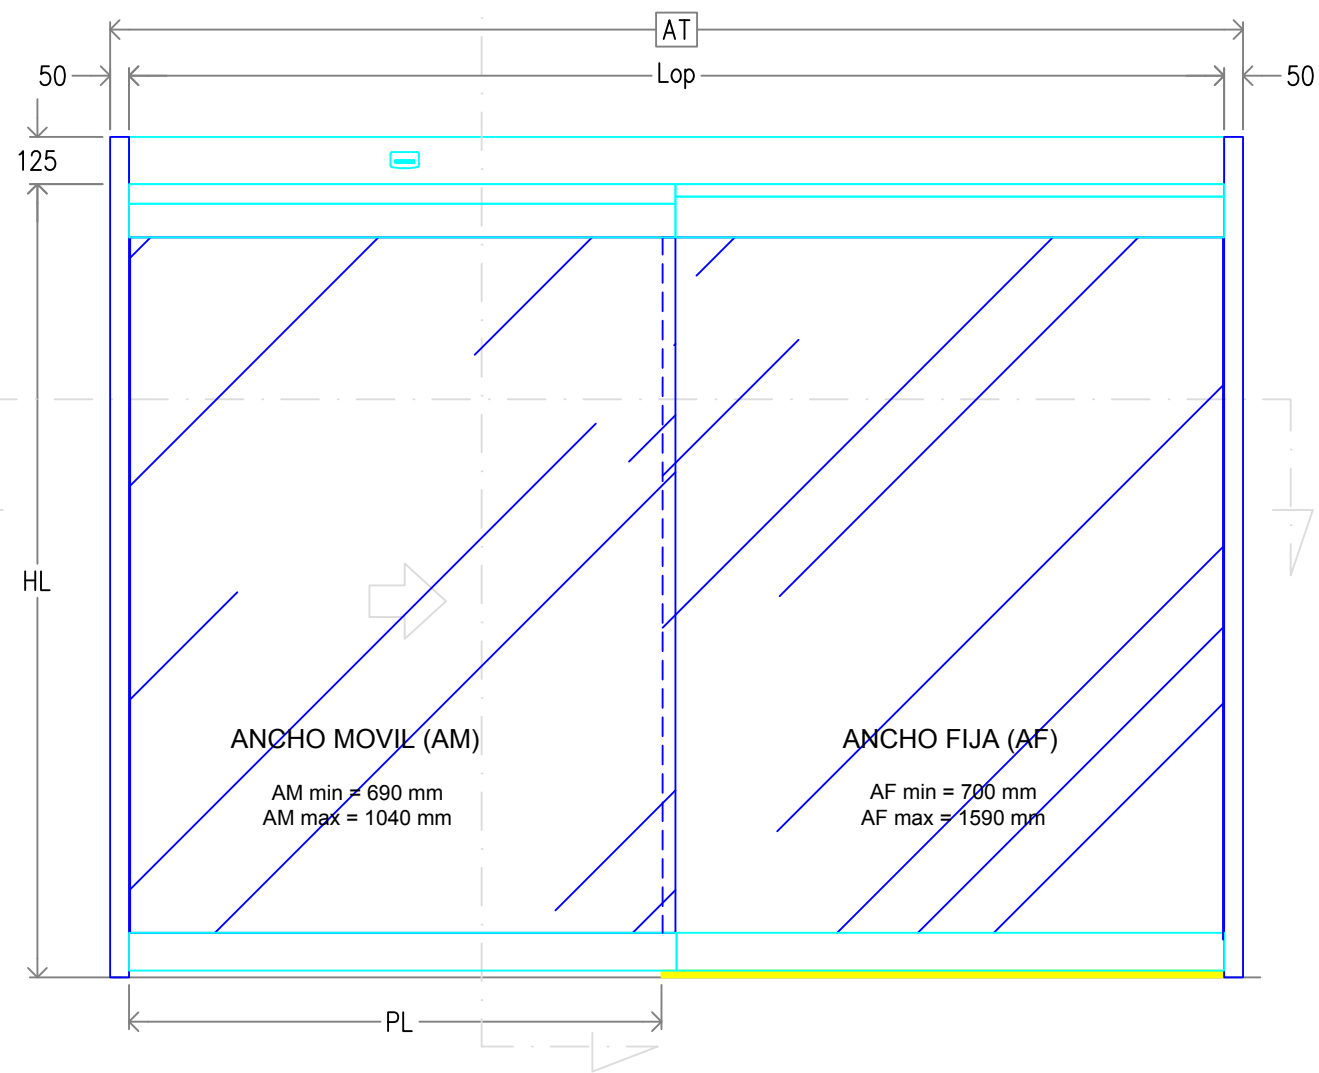 AT
50
Lop
50
125
HL
ANCHO MOVIL (AM)
AM min = 690 mm
AM max = 1040 mm
ANCHO FIJA (AF)
AF min = 700 mm
AF max = 1590 mm
PL